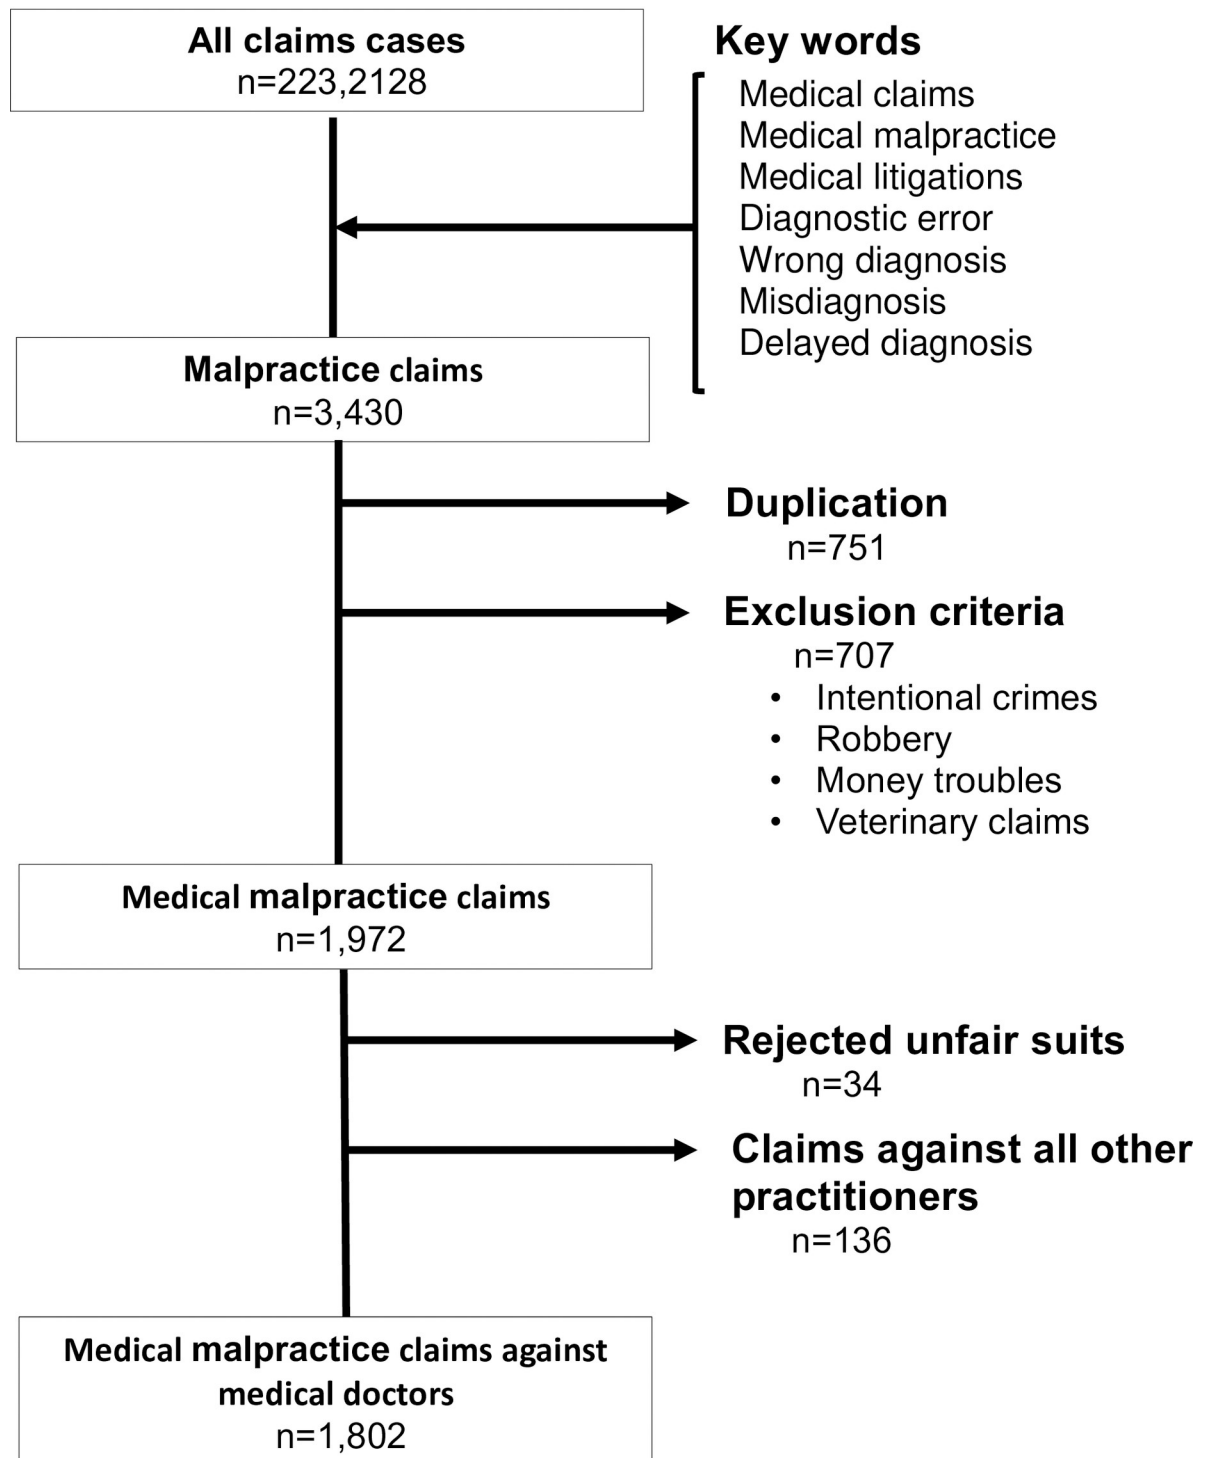 All claims cases
n=223,2128
Key words
Medical claims
Medical malpractice
Medical litigations
Diagnostic error
Wrong diagnosis
Misdiagnosis
Delayed diagnosis
Malpractice claims
n=3,430
Duplication
n=751
Exclusion criteria
n=707
• Intentional crimes
• Robbery
• Money troubles
• Veterinary claims
Medical malpractice claims
n=1,972
Rejected unfair suits
n=34
Claims against all other
practitioners
n=136
Medical malpractice claims against
medical doctors
n=1,802